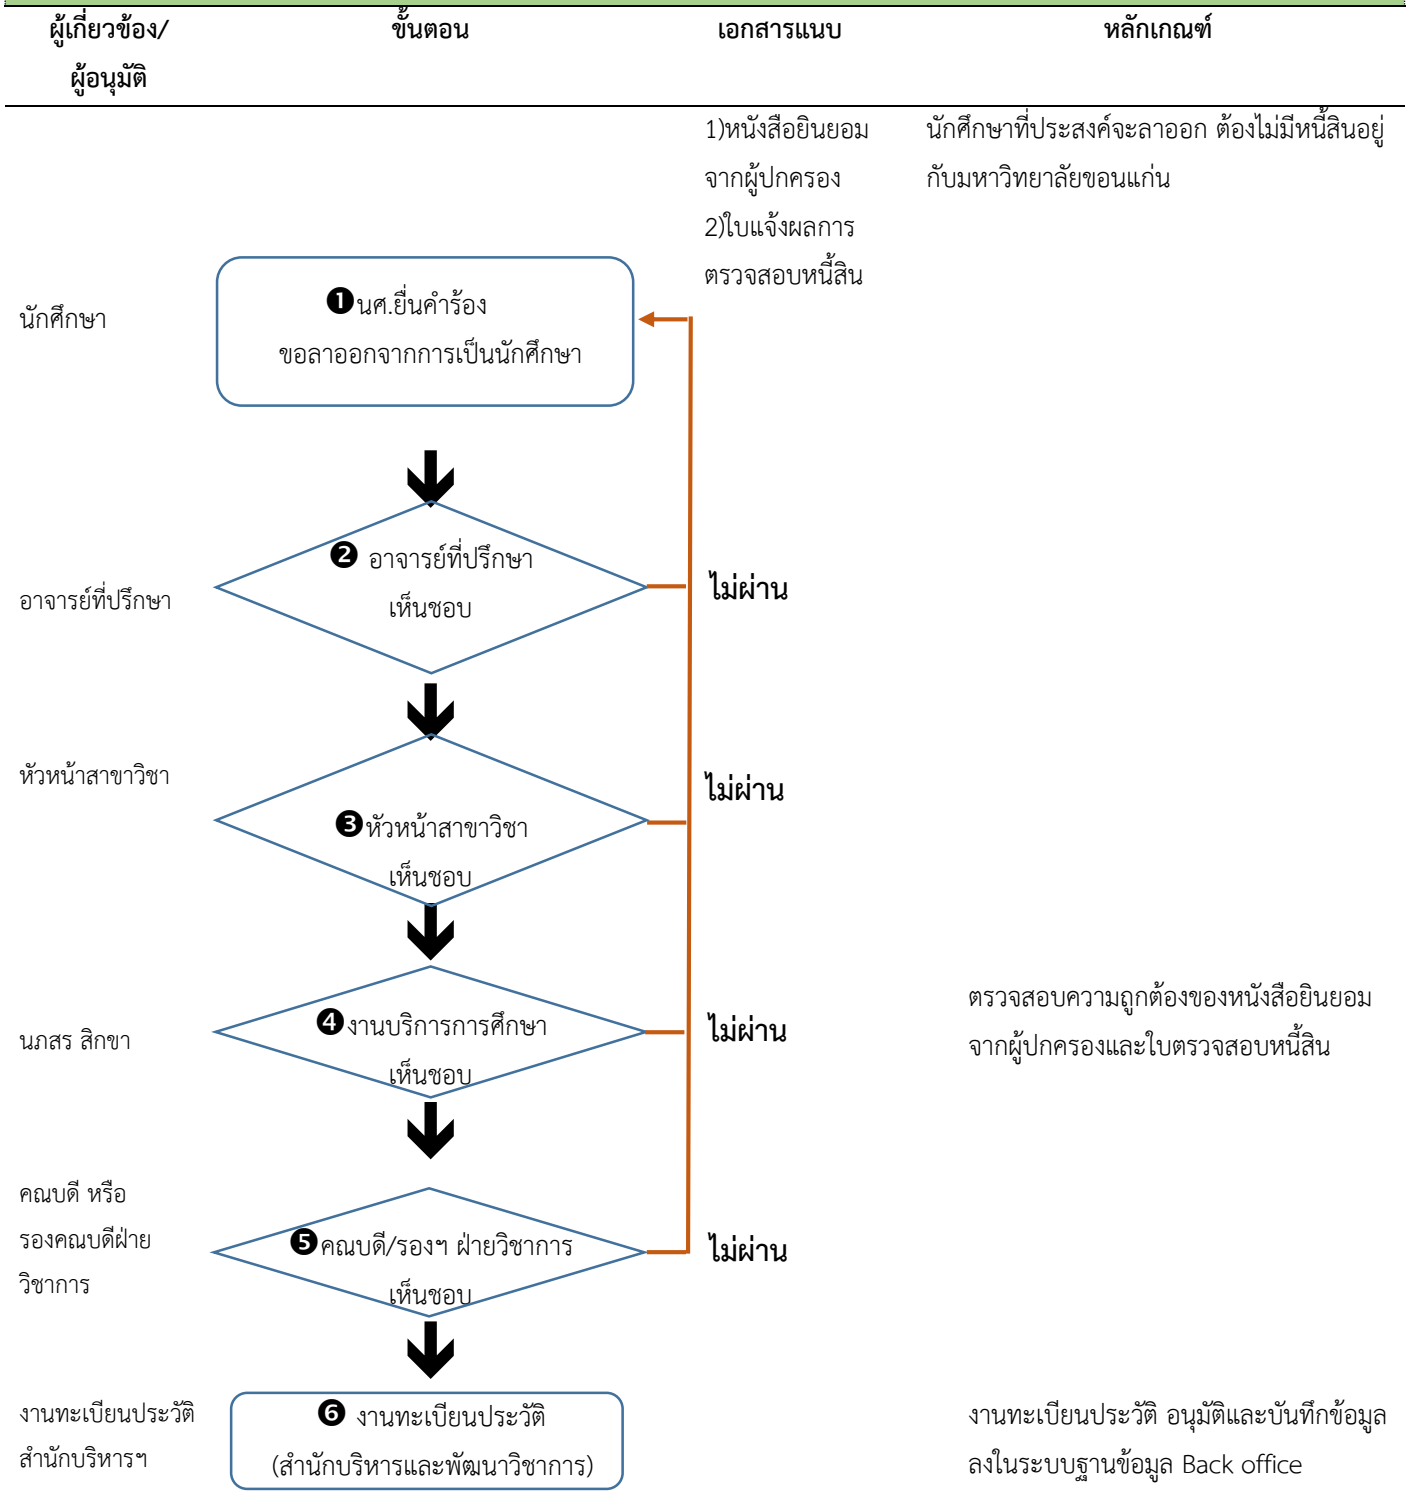 ผู้เกี่ยวข้อง/
ผู้อนุมัติ
ขั้นตอน
เอกสารแนบ
หลักเกณฑ์
1)หนังสือยินยอม
จากผู้ปกครอง
2)ใบแจ้งผลการ
ตรวจสอบหนี้สิน
นักศึกษาที่ประสงค์จะลาออก ต้องไม่มีหนี้สินอยู่
กับมหาวิทยาลัยขอนแก่น
นักศึกษา
❶นศ.ยื่นคำร้อง
ขอลาออกจากการเป็นนักศึกษา
อาจารย์ที่ปรึกษา
❷ อาจารย์ที่ปรึกษา
เห็นชอบ
ไม่ผ่าน
หัวหน้าสาขาวิชา
❸หัวหน้าสาขาวิชา
เห็นชอบ
ไม่ผ่าน
นภสร สิกขา
❹งานบริการการศึกษา
เห็นชอบ
ไม่ผ่าน
ตรวจสอบความถูกต้องของหนังสือยินยอม
จากผู้ปกครองและใบตรวจสอบหนี้สิน
คณบดี หรือ
รองคณบดีฝ่าย
วิชาการ
❺คณบดี/รองฯ ฝ่ายวิชาการ
เห็นชอบ
ไม่ผ่าน
งานทะเบียนประวัติ
สำนักบริหารฯ
❻ งานทะเบียนประวัติ
(สำนักบริหารและพัฒนาวิชาการ)
งานทะเบียนประวัติ อนุมัติและบันทึกข้อมูล
ลงในระบบฐานข้อมูล Back office